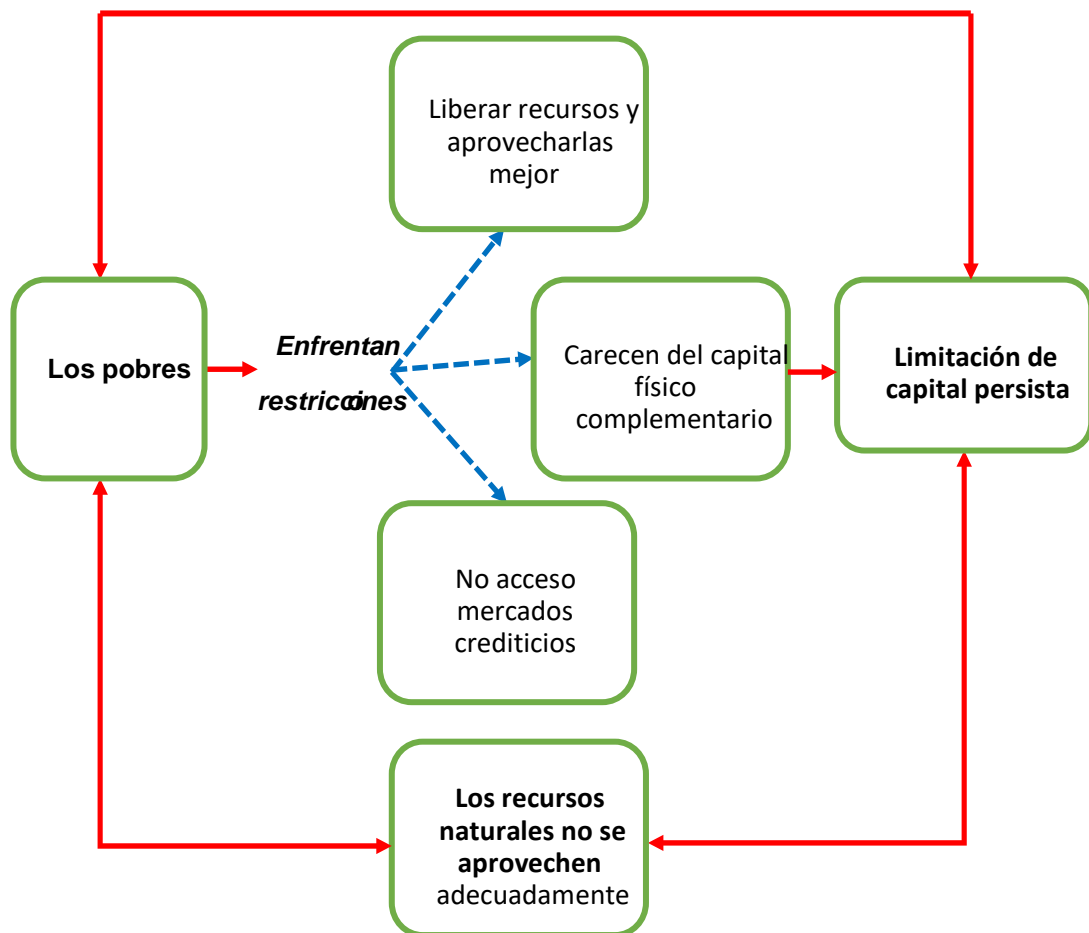 Liberar recursos y
aprovecharlas
mejor
Los pobres
Enfrentan
restricciones
Carecen del capital
físico
complementario
Limitación de
capital persista
No acceso
mercados
crediticios
Los recursos
naturales no se
aprovechen
adecuadamente